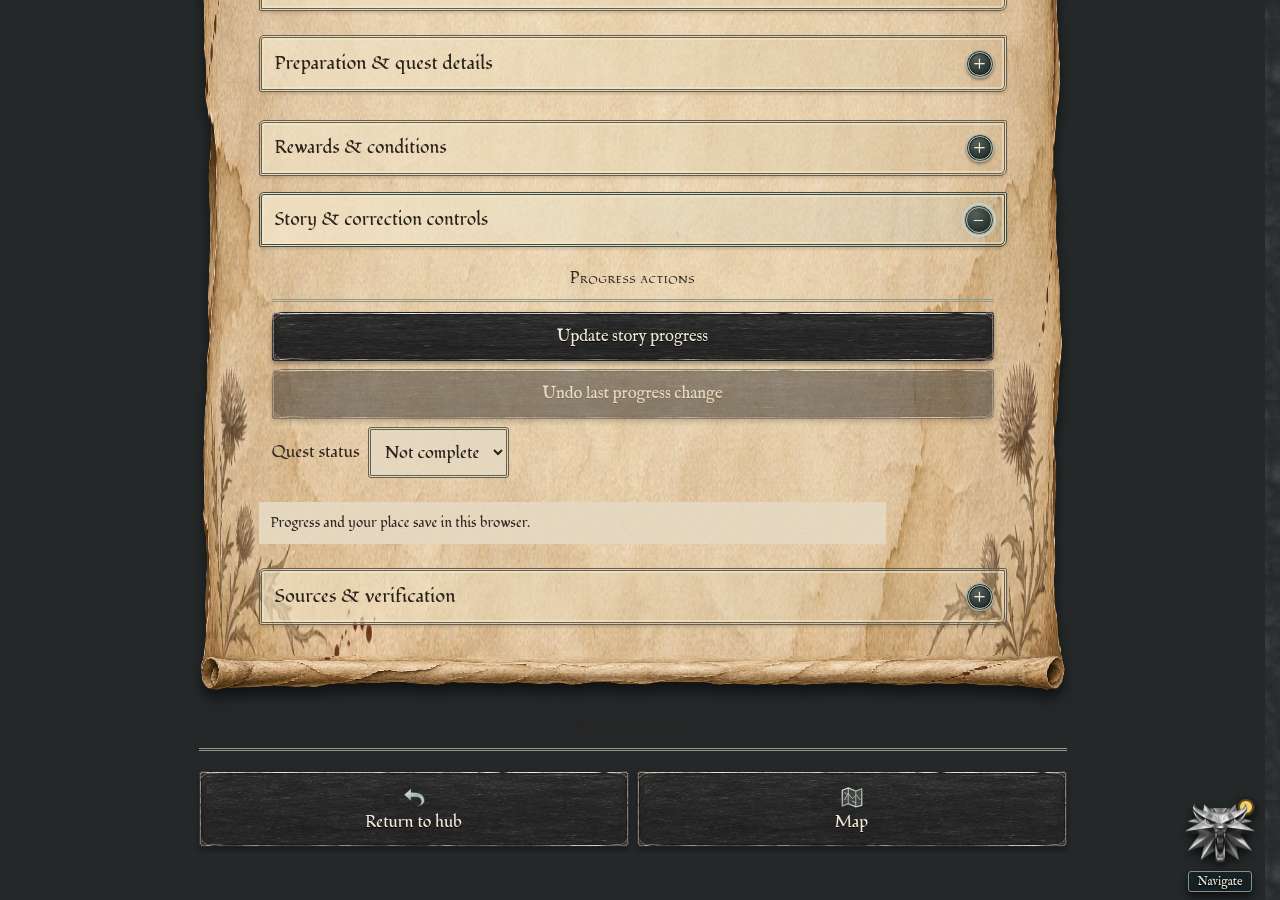 Preparation & quest details
Rewards & conditions
Story & correction controls
Progress actions
Update story progress
Undo last progress change
Quest status Not complete
Progress and your place save in this browser.
Sources & verification
Return to hub
Map
Navigate